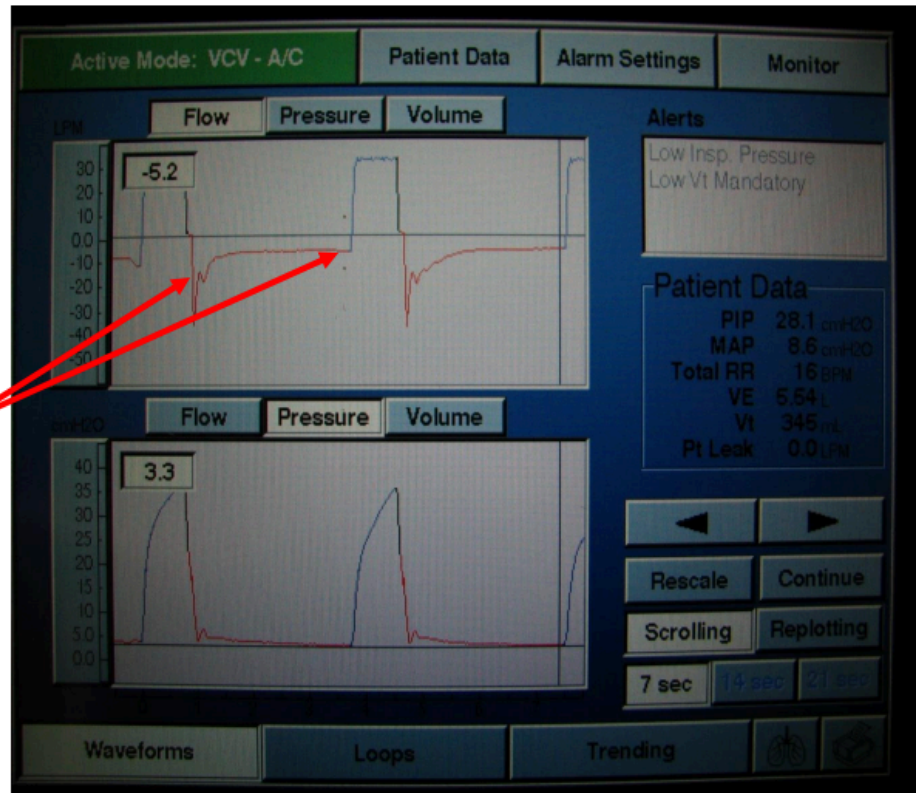 Active Mode: VCV - A/C
Patient Data
Alarm Settings
Monitor
LPM
Flow
Pressure
Volume
30
20
10
0.0
-10
-20
-30
-40
-50
-5.2
Alerts
Low Insp. Pressure
Low Vt Mandatory
Patient Data
PIP 28.1 cmH2O
MAP 8.6 cmH2O
Total RR 16 BPM
VE 5.54 L
Vt 345 mL
Pt Leak 0.0 LPM
cmH2O
Flow
Pressure
Volume
40
35
30
25
20
15
10
5.0
0.0
3.3
Rescale
Continue
Scrolling
Replotting
7 sec
14 sec
21 sec
Waveforms
Loops
Trending